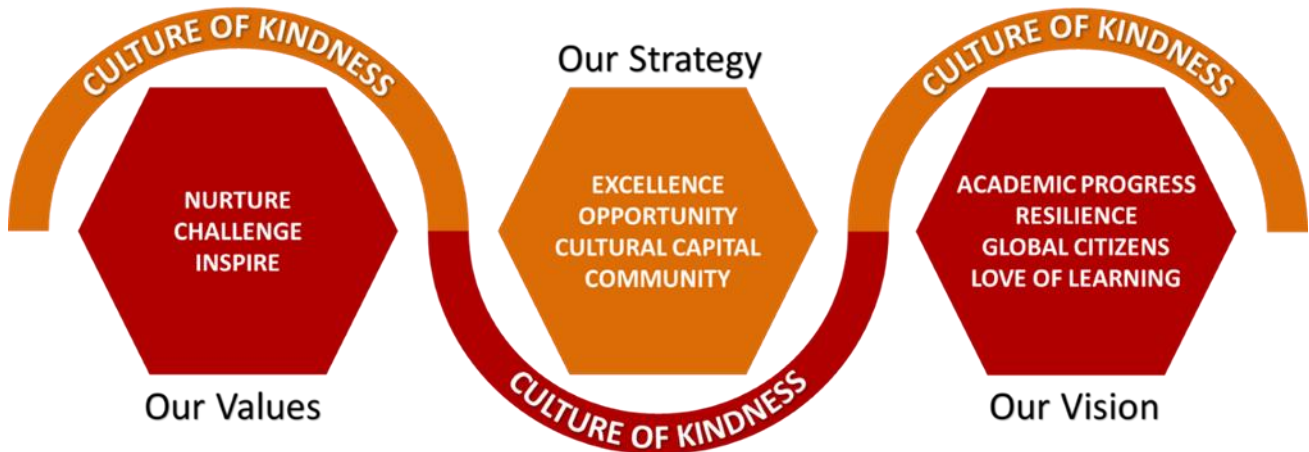 CULTURE OF KINDNESS
NURTURE
CHALLENGE
INSPIRE
Our Values
Our Strategy
EXCELLENCE
OPPORTUNITY
CULTURAL CAPITAL
COMMUNITY
CULTURE OF KINDNESS
CULTURE OF KINDNESS
ACADEMIC PROGRESS
RESILIENCE
GLOBAL CITIZENS
LOVE OF LEARNING
Our Vision